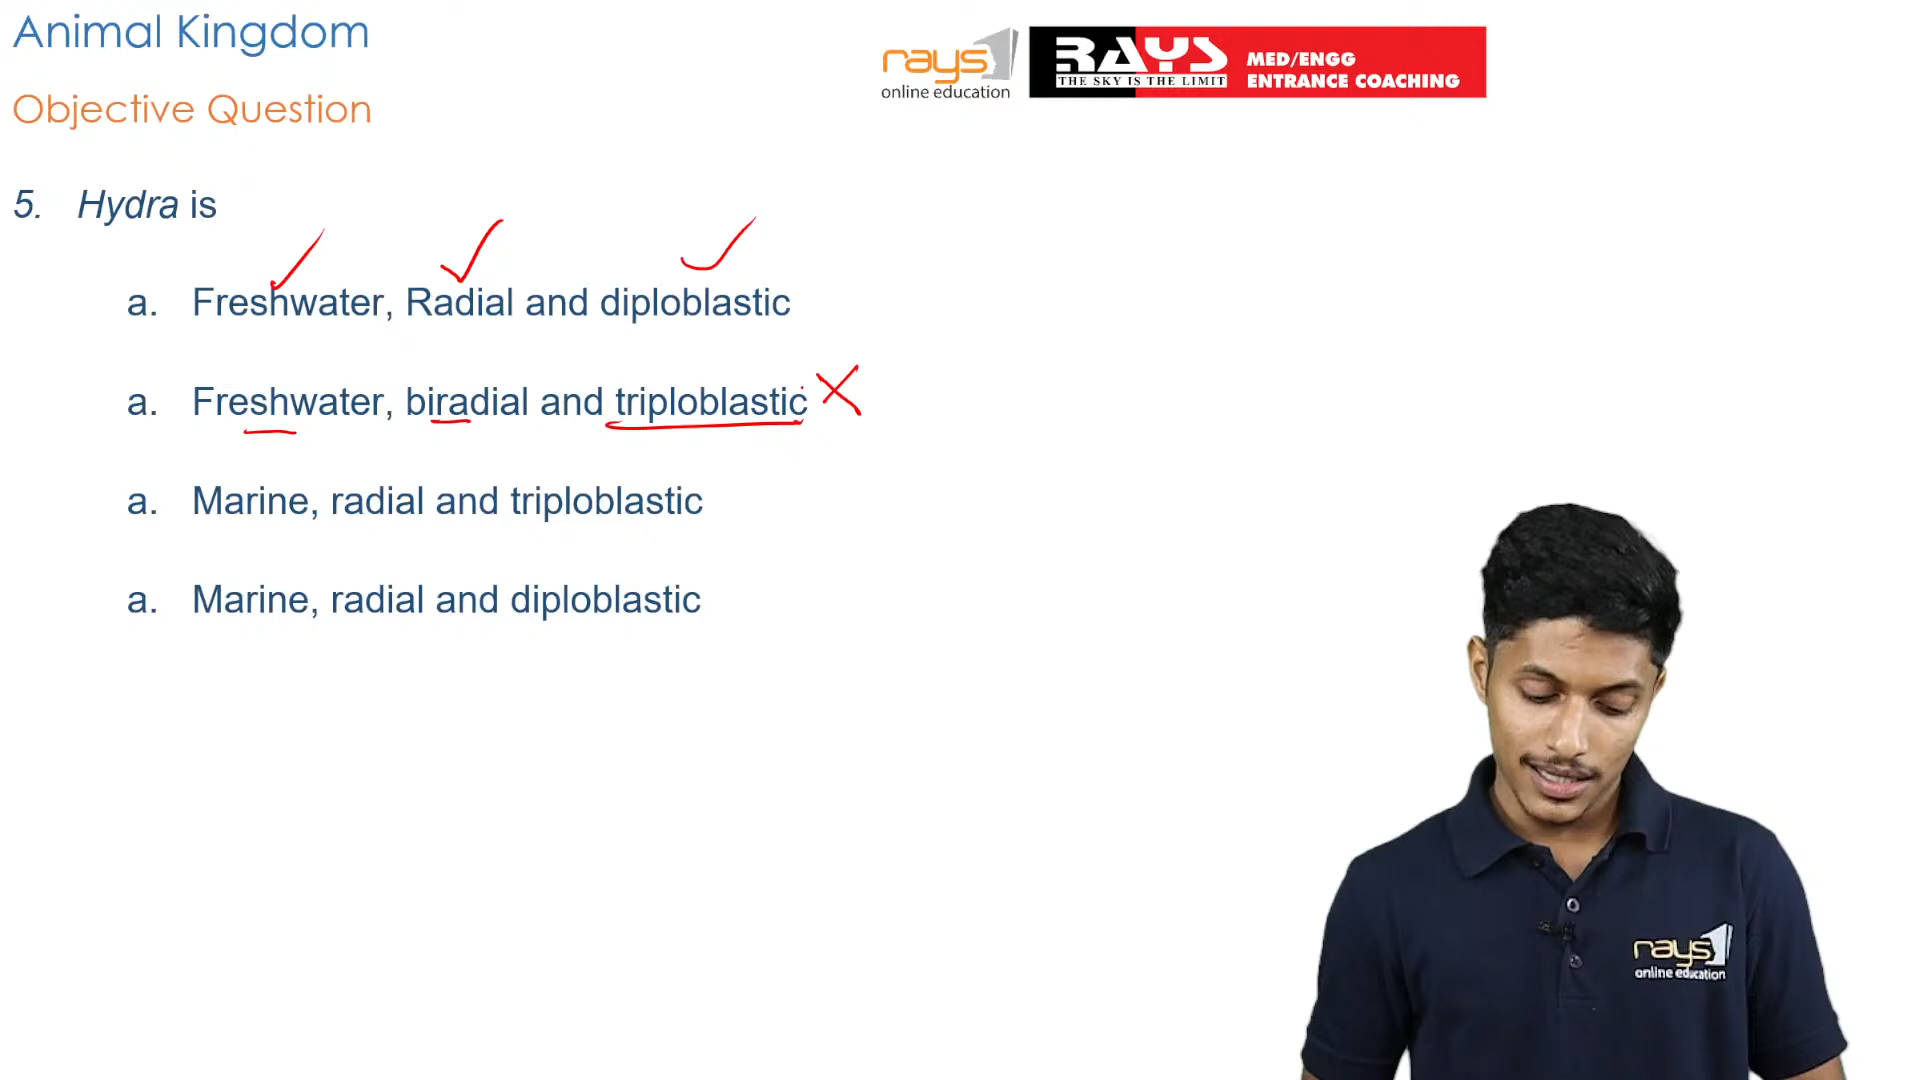 Animal Kingdom
rays
online education
RAYS
THE SKY IS THE LIMIT
MED/ENGG
ENTRANCE COACHING
Objective Question
5. Hydra is
a. Freshwater, Radial and diploblastic
a. Freshwater, biradial and triploblastic
a. Marine, radial and triploblastic
a. Marine, radial and diploblastic
rays
online education